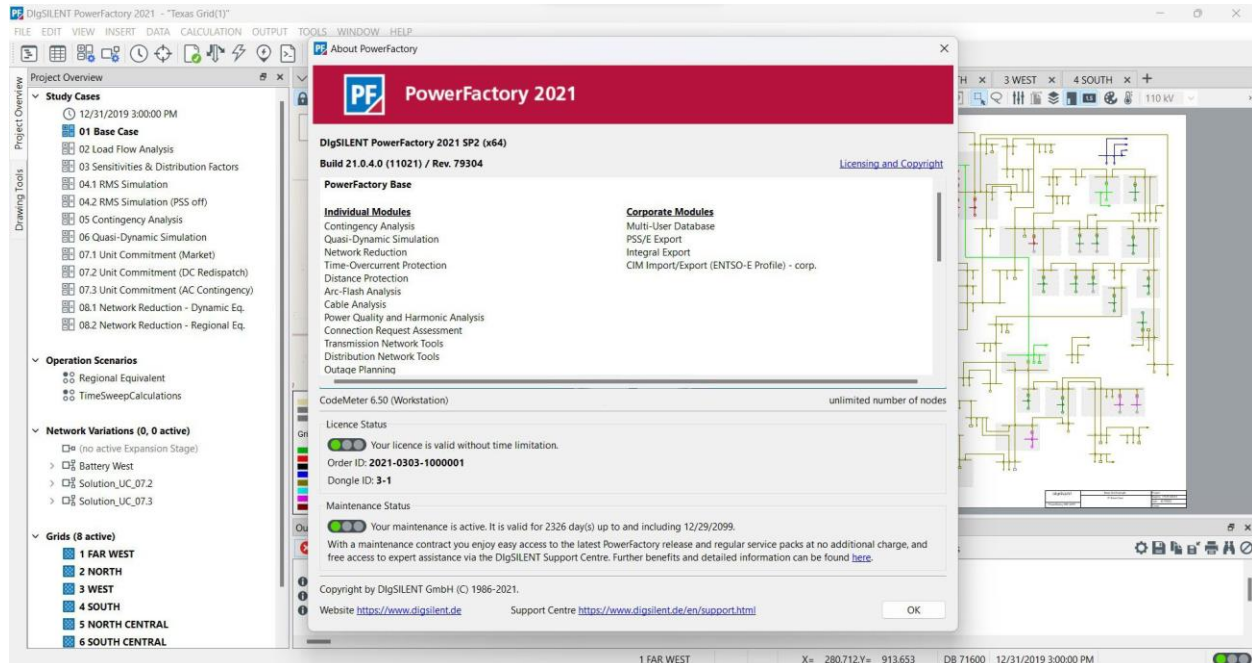 DIgSILENT PowerFactory 2021 - "Texas Grid(1)"
FILE EDIT VIEW INSERT DATA CALCULATION OUTPUT TOOLS WINDOW HELP
Project Overview
Project Overview
Drawing Tools
Study Cases
12/31/2019 3:00:00 PM
01 Base Case
02 Load Flow Analysis
03 Sensitivities & Distribution Factors
04.1 RMS Simulation
04.2 RMS Simulation (PSS off)
05 Contingency Analysis
06 Quasi-Dynamic Simulation
07.1 Unit Commitment (Market)
07.2 Unit Commitment (DC Redispatch)
07.3 Unit Commitment (AC Contingency)
08.1 Network Reduction - Dynamic Eq.
08.2 Network Reduction - Regional Eq.
Operation Scenarios
Regional Equivalent
TimeSweepCalculations
Network Variations (0, 0 active)
(no active Expansion Stage)
Battery West
Solution_UC_07.2
Solution_UC_07.3
Grids (8 active)
1 FAR WEST
2 NORTH
3 WEST
4 SOUTH
5 NORTH CENTRAL
6 SOUTH CENTRAL
About PowerFactory
PF PowerFactory 2021
DIgSILENT PowerFactory 2021 SP2 (x64)
Build 21.0.4.0 (11021) / Rev. 79304
Licensing and Copyright
PowerFactory Base
Individual Modules
Contingency Analysis
Quasi-Dynamic Simulation
Network Reduction
Time-Overcurrent Protection
Distance Protection
Arc-Flash Analysis
Cable Analysis
Power Quality and Harmonic Analysis
Connection Request Assessment
Transmission Network Tools
Distribution Network Tools
Outage Planning
Corporate Modules
Multi-User Database
PSS/E Export
Integral Export
CIM Import/Export (ENTSO-E Profile) - corp.
CodeMeter 6.50 (Workstation)
unlimited number of nodes
Licence Status
Your licence is valid without time limitation.
Order ID: 2021-0303-1000001
Dongle ID: 3-1
Maintenance Status
Your maintenance is active. It is valid for 2326 day(s) up to and including 12/29/2099.
With a maintenance contract you enjoy easy access to the latest PowerFactory release and regular service packs at no additional charge, and
free access to expert assistance via the DIgSILENT Support Centre. Further benefits and detailed information can be found here.
Copyright by DIgSILENT GmbH (C) 1986-2021.
Website https://www.digsilent.de
Support Centre https://www.digsilent.de/en/support.html
OK
3 WEST
4 SOUTH
110 kV
1 FAR WEST
X= 280.712,Y= 913.653
DB 71600
12/31/2019 3:00:00 PM